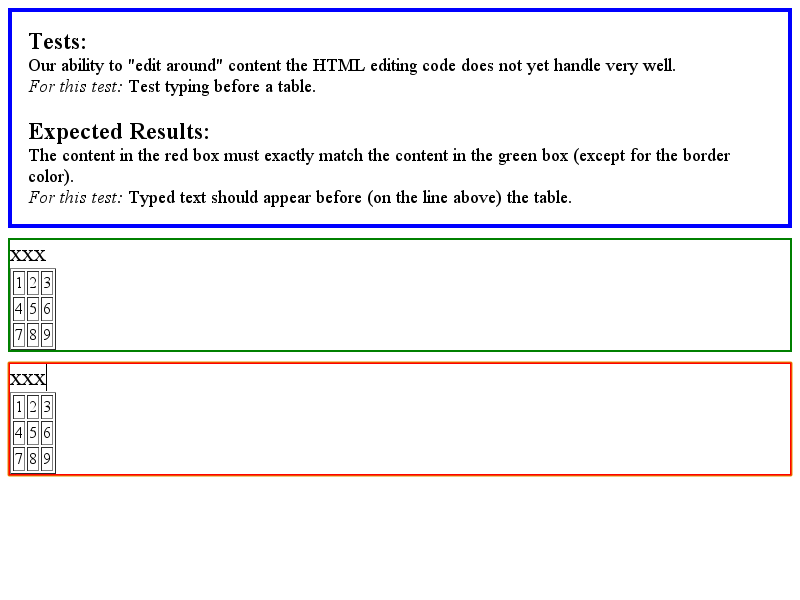 Tests:
Our ability to "edit around" content the HTML editing code does not yet handle very well.
For this test: Test typing before a table.
Expected Results:
The content in the red box must exactly match the content in the green box (except for the border
color).
For this test: Typed text should appear before (on the line above) the table.
xxx
1 2 3
4 5 6
7 8 9
xxx
1 2 3
4 5 6
7 8 9